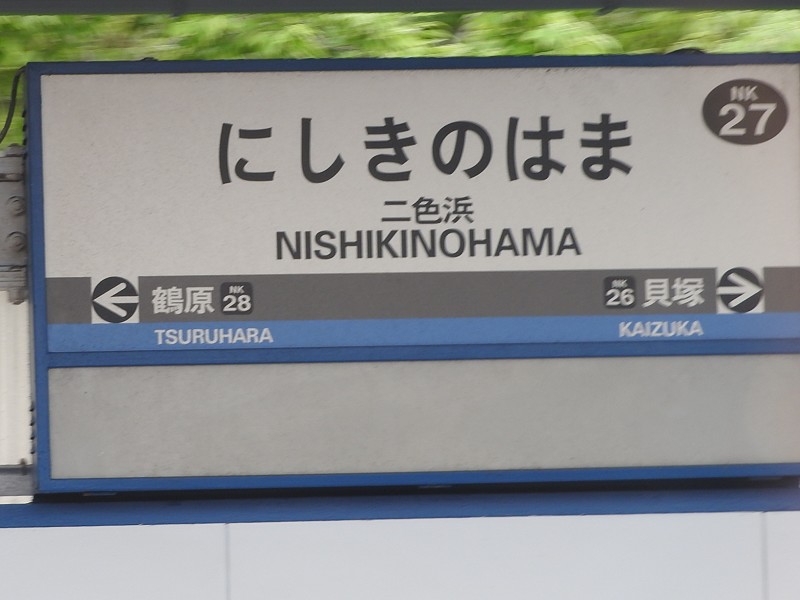 NK
27
にしきのはま
二色浜
NISHIKINOHAMA
鶴原 NK 28
NK 26 貝塚
TSURUHARA
KAIZUKA